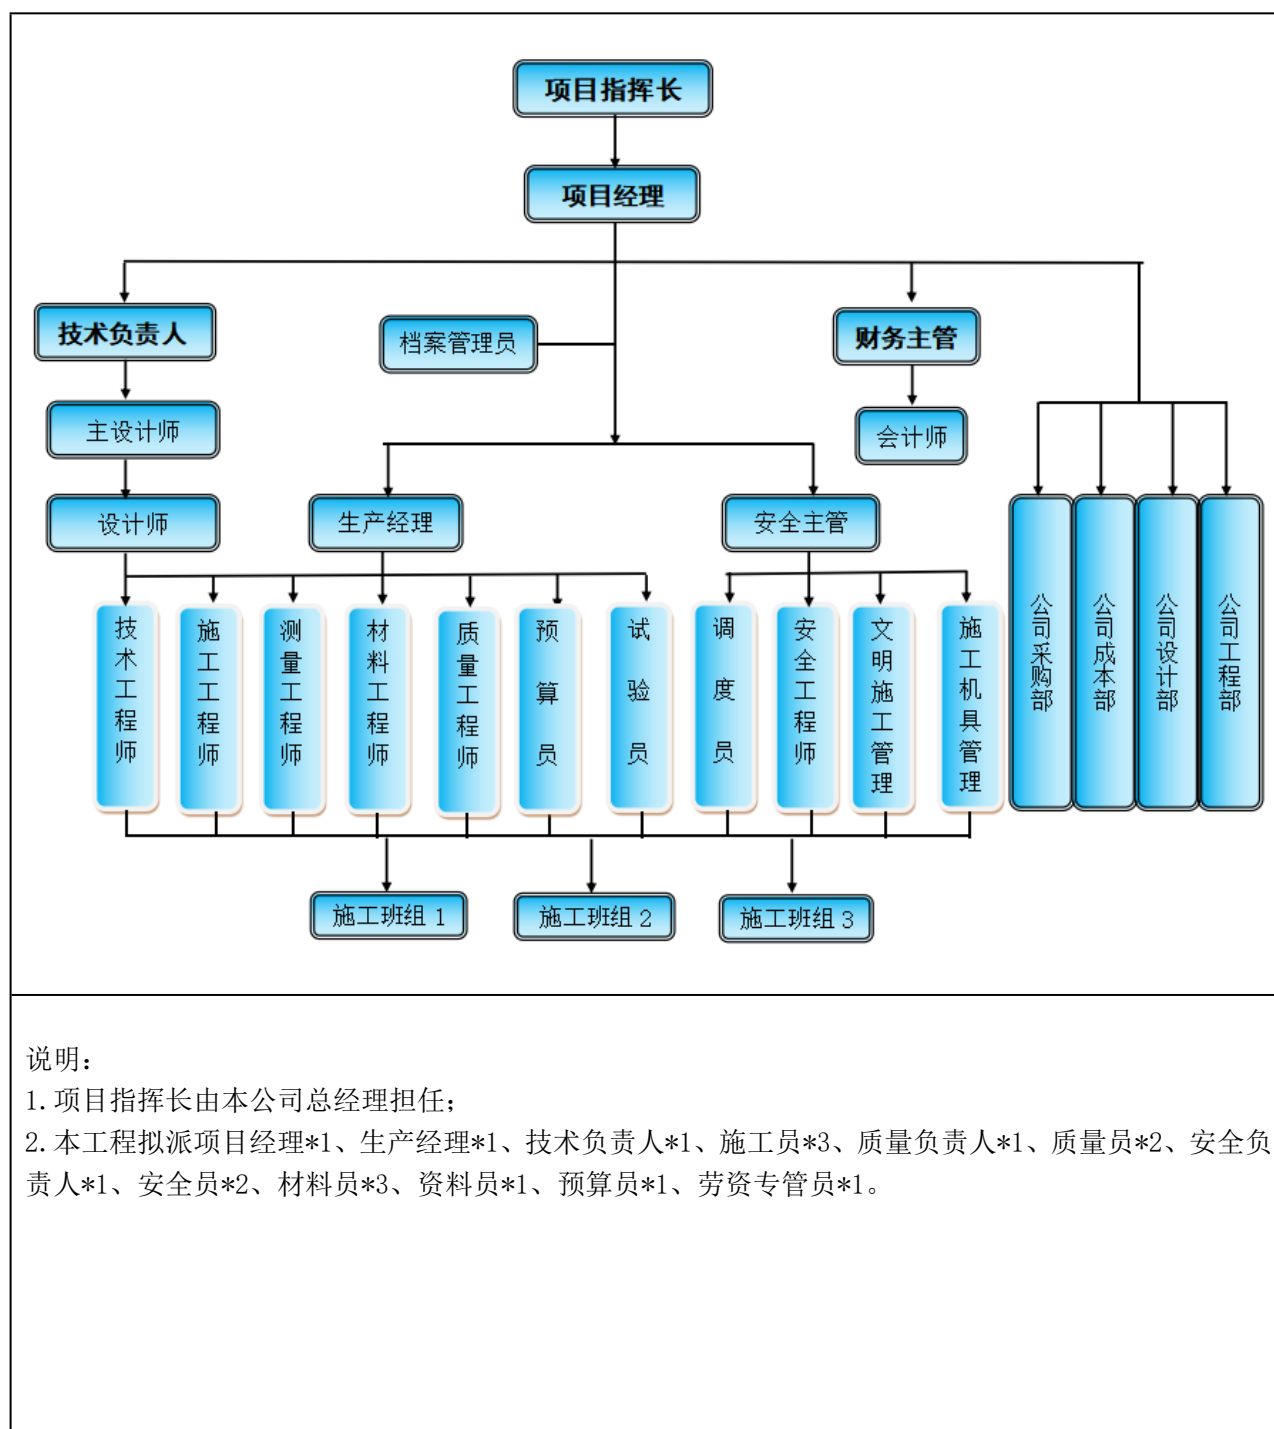 项目指挥长
项目经理
技术负责人
档案管理员
财务主管
主设计师
会计师
设计师
生产经理
安全主管
技术工程师
施工工程师
测量工程师
材料工程师
质量工程师
预算员
试验员
调度员
安全工程师
文明施工管理
施工机具管理
公司采购部
公司成本部
公司设计部
公司工程部
施工班组 1
施工班组 2
施工班组 3
说明：
1.项目指挥长由本公司总经理担任；
2.本工程拟派项目经理*1、生产经理*1、技术负责人*1、施工员*3、质量负责人*1、质量员*2、安全负
责人*1、安全员*2、材料员*3、资料员*1、预算员*1、劳资专管员*1。